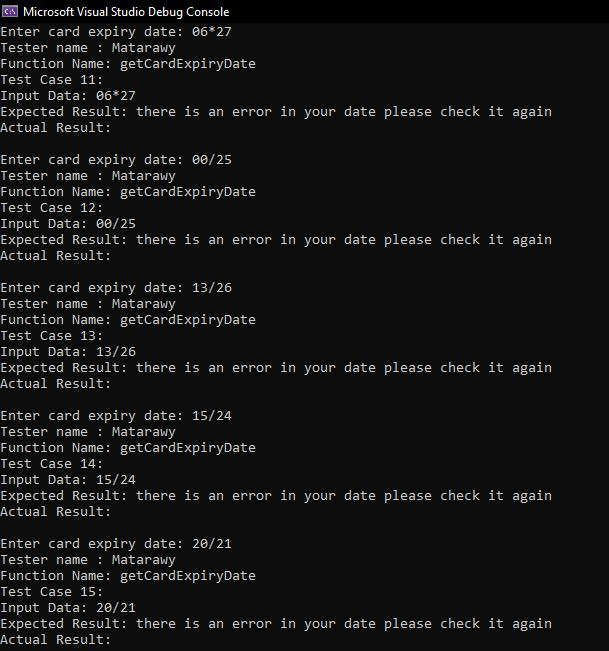 Microsoft Visual Studio Debug Console
Enter card expiry date: 06*27
Tester name : Matarawy
Function Name: getCardExpiryDate
Test Case 11:
Input Data: 06*27
Expected Result: there is an error in your date please check it again
Actual Result:
Enter card expiry date: 00/25
Tester name : Matarawy
Function Name: getCardExpiryDate
Test Case 12:
Input Data: 00/25
Expected Result: there is an error in your date please check it again
Actual Result:
Enter card expiry date: 13/26
Tester name : Matarawy
Function Name: getCardExpiryDate
Test Case 13:
Input Data: 13/26
Expected Result: there is an error in your date please check it again
Actual Result:
Enter card expiry date: 15/24
Tester name : Matarawy
Function Name: getCardExpiryDate
Test Case 14:
Input Data: 15/24
Expected Result: there is an error in your date please check it again
Actual Result:
Enter card expiry date: 20/21
Tester name : Matarawy
Function Name: getCardExpiryDate
Test Case 15:
Input Data: 20/21
Expected Result: there is an error in your date please check it again
Actual Result: